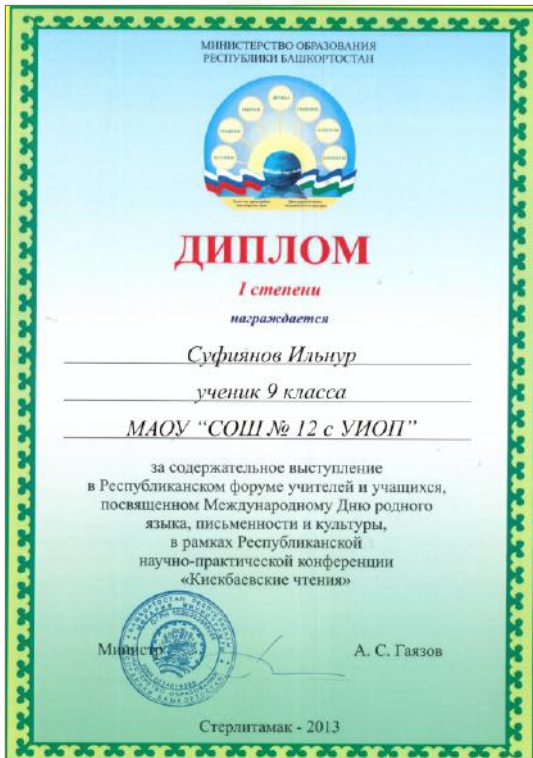 МИНИСТЕРСТВО ОБРАЗОВАНИЯ
РЕСПУБЛИКИ БАШКОРТОСТАН
ДИПЛОМ
I степени
награждается
Суфиянов Ильнур
ученик 9 класса
МАОУ “СОШ № 12 с УИОП”
за содержательное выступление
в Республиканском форуме учителей и учащихся,
посвященном Международному Дню родного
языка, письменности и культуры,
в рамках Республиканской
научно-практической конференции
«Киекбаевские чтения»
Министр А. С. Гаязов
Стерлитамак - 2013